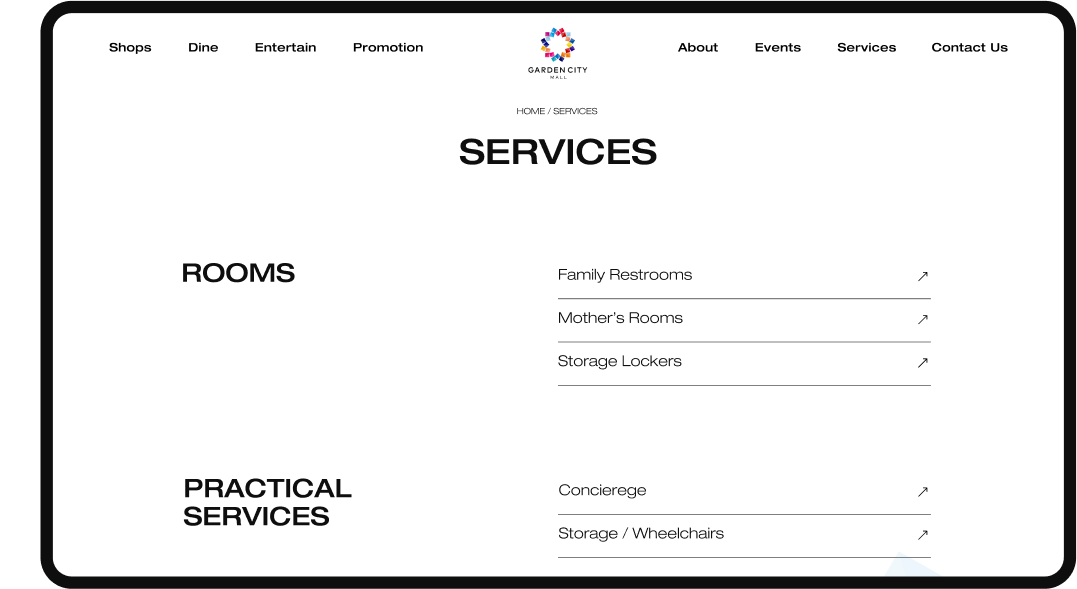 Shops Dine Entertain Promotion
GARDEN CITY
MALL
About Events Services Contact Us
HOME / SERVICES
SERVICES
ROOMS
Family Restrooms
Mother's Rooms
Storage Lockers
PRACTICAL
SERVICES
Concierege
Storage / Wheelchairs